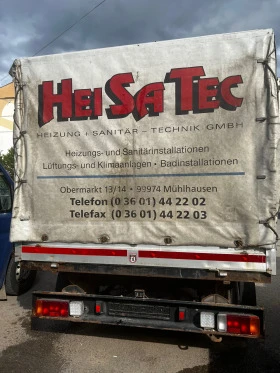 HEISATEC
HEIZUNG + SANITÄR - TECHNIK GMBH
Heizungs- und Sanitärinstallationen
Lüftungs- und Klimaanlagen • Badinstallationen
Obermarkt 13/14 • 99974 Mühlhausen
Telefon (0 36 01) 44 22 02
Telefax (0 36 01) 44 22 03